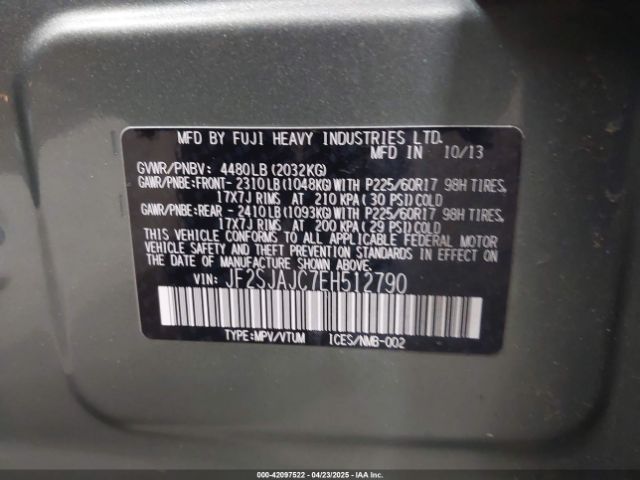 MFD BY FUJI HEAVY INDUSTRIES LTD.
MFD IN 10/13
GVWR/PNBV: 4480LB (2032KG)
GAWR/PNBE: FRONT- 2310LB (1048KG) WITH P225/60R17 98H TIRES,
17X7J RIMS AT 210 KPA (30 PSI) COLD
GAWR/PNBE: REAR - 2410LB (1093KG) WITH P225/60R17 98H TIRES,
17X7J RIMS AT 200 KPA (29 PSI) COLD
THIS VEHICLE CONFORMS TO ALL APPLICABLE FEDERAL MOTOR
VEHICLE SAFETY AND THEFT PREVENTION STANDARDS IN EFFECT ON
THE DATE OF MANUFACTURE SHOWN ABOVE.
VIN: JF2SJAJC7EH512790
TYPE:MPV/VTUM ICES/NMB-002
000-42097522 - 04/23/2025 - IAAI.COM